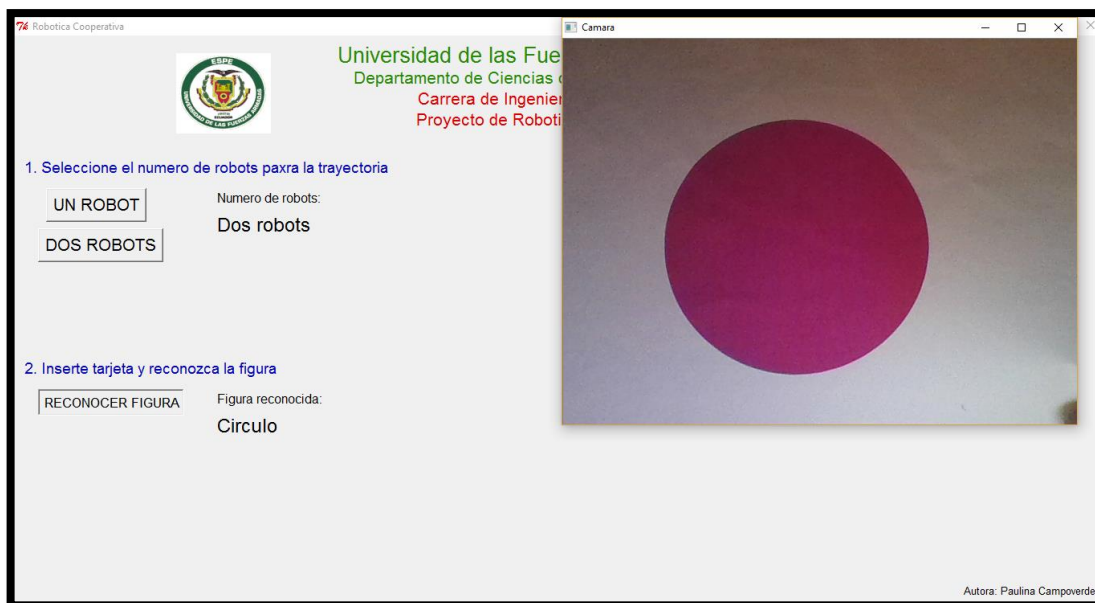 Robotica Cooperativa
Camara
ESPE
Universidad de las Fue
Departamento de Ciencias
Carrera de Ingenier
Proyecto de Roboti
1. Seleccione el numero de robots paxra la trayectoria
UN ROBOT
Numero de robots:
DOS ROBOTS
Dos robots
2. Inserte tarjeta y reconozca la figura
RECONOCER FIGURA
Figura reconocida:
Circulo
Autora: Paulina Campoverde